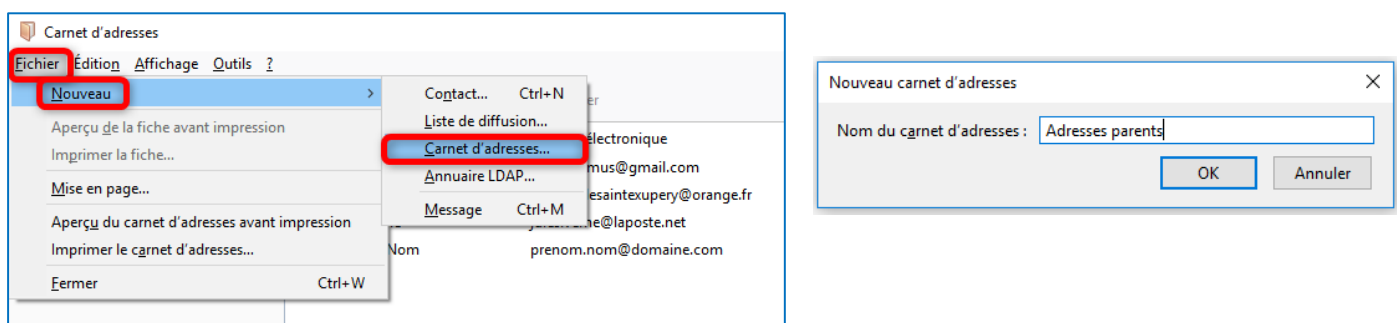 Carnet d'adresses
Fichier Édition Affichage Outils ?
Nouveau >
Aperçu de la fiche avant impression
Imprimer la fiche...
Mise en page...
Aperçu du carnet d'adresses avant impression
Imprimer le carnet d'adresses...
Fermer Ctrl+W
Contact... Ctrl+N
Liste de diffusion...
Carnet d'adresses...
Annuaire LDAP...
Message Ctrl+M
er
électronique
mus@gmail.com
esaintexupery@orange.fr
@laposte.net
Nom prenom.nom@domaine.com
Nouveau carnet d'adresses
Nom du carnet d'adresses : Adresses parents
OK Annuler